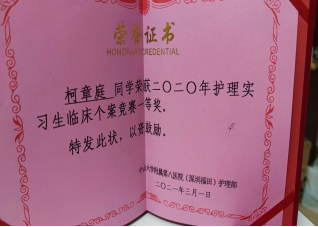 荣誉证书
HONORARY CREDENTIAL
柯章庭 同学荣获二〇二〇年护理实
习生临床个案竞赛一等奖。
特发此状，以资鼓励。
大学附属第八医院（深圳福田）护理部
二〇二一年三月一日